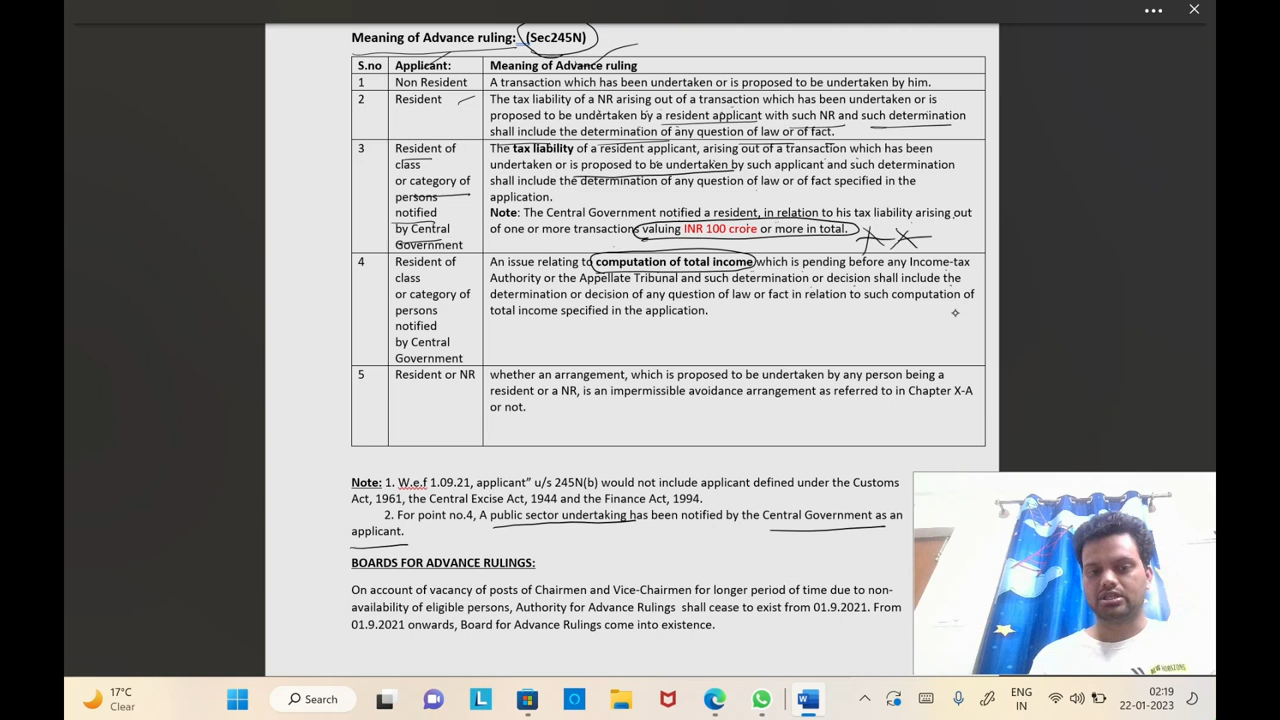 Meaning of Advance ruling: (Sec245N)
S.no Applicant: Meaning of Advance ruling
1 Non Resident A transaction which has been undertaken or is proposed to be undertaken by him.
2 Resident The tax liability of a NR arising out of a transaction which has been undertaken or is
proposed to be undertaken by a resident applicant with such NR and such determination
shall include the determination of any question of law or of fact.
3 Resident of The tax liability of a resident applicant, arising out of a transaction which has been
class undertaken or is proposed to be undertaken by such applicant and such determination
or category of shall include the determination of any question of law or of fact specified in the
persons application.
notified Note: The Central Government notified a resident, in relation to his tax liability arising out
by Central of one or more transactions valuing INR 100 crore or more in total.
Government
4 Resident of An issue relating to computation of total income which is pending before any Income-tax
class Authority or the Appellate Tribunal and such determination or decision shall include the
or category of determination or decision of any question of law or fact in relation to such computation of
persons total income specified in the application.
notified
by Central
Government
5 Resident or NR whether an arrangement, which is proposed to be undertaken by any person being a
resident or a NR, is an impermissible avoidance arrangement as referred to in Chapter X-A
or not.
Note: 1. W.e.f 1.09.21, applicant” u/s 245N(b) would not include applicant defined under the Customs
Act, 1961, the Central Excise Act, 1944 and the Finance Act, 1994.
2. For point no.4, A public sector undertaking has been notified by the Central Government as an
applicant.
BOARDS FOR ADVANCE RULINGS:
On account of vacancy of posts of Chairmen and Vice-Chairmen for longer period of time due to non-
availability of eligible persons, Authority for Advance Rulings shall cease to exist from 01.9.2021. From
01.9.2021 onwards, Board for Advance Rulings come into existence.
17°C
Clear
Search
ENG
IN
02:19
22-01-2023